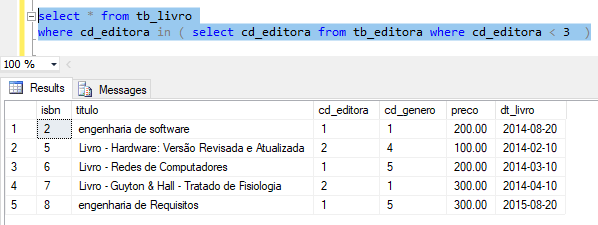 select * from tb_livro
where cd_editora in ( select cd_editora from tb_editora where cd_editora < 3 )
100 %
Results Messages
isbn titulo cd_editora cd_genero preco dt_livro
1 2 engenharia de software 1 1 200.00 2014-08-20
2 5 Livro - Hardware: Versão Revisada e Atualizada 2 4 100.00 2014-02-10
3 6 Livro - Redes de Computadores 1 5 200.00 2014-03-10
4 7 Livro - Guyton & Hall - Tratado de Fisiologia 2 1 300.00 2014-04-10
5 8 engenharia de Requisitos 1 5 300.00 2015-08-20